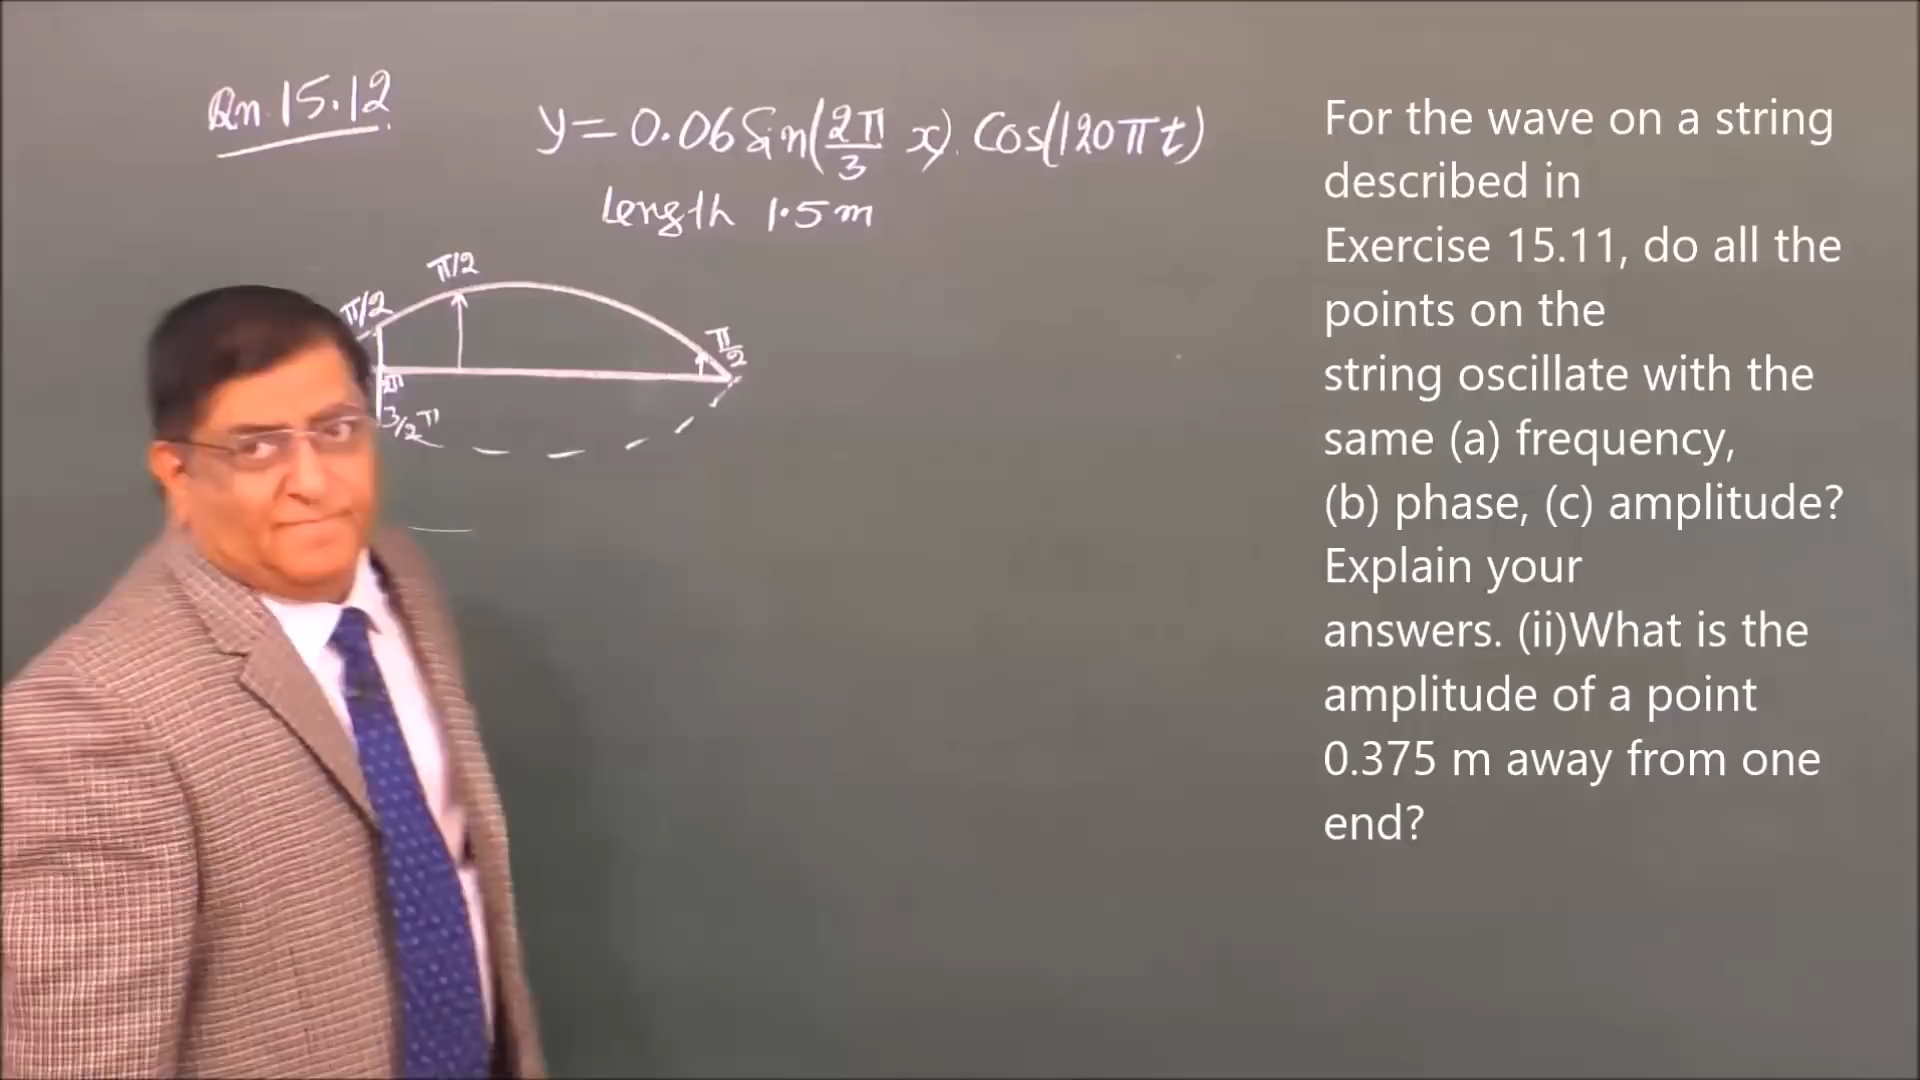 Qn. 15.12
y = 0.06 Sin(2π/3 x). Cos(120πt)
Length 1.5m
π/2
π/2
π/2
π
3/2 π
For the wave on a string
described in
Exercise 15.11, do all the
points on the
string oscillate with the
same (a) frequency,
(b) phase, (c) amplitude?
Explain your
answers. (ii)What is the
amplitude of a point
0.375 m away from one
end?